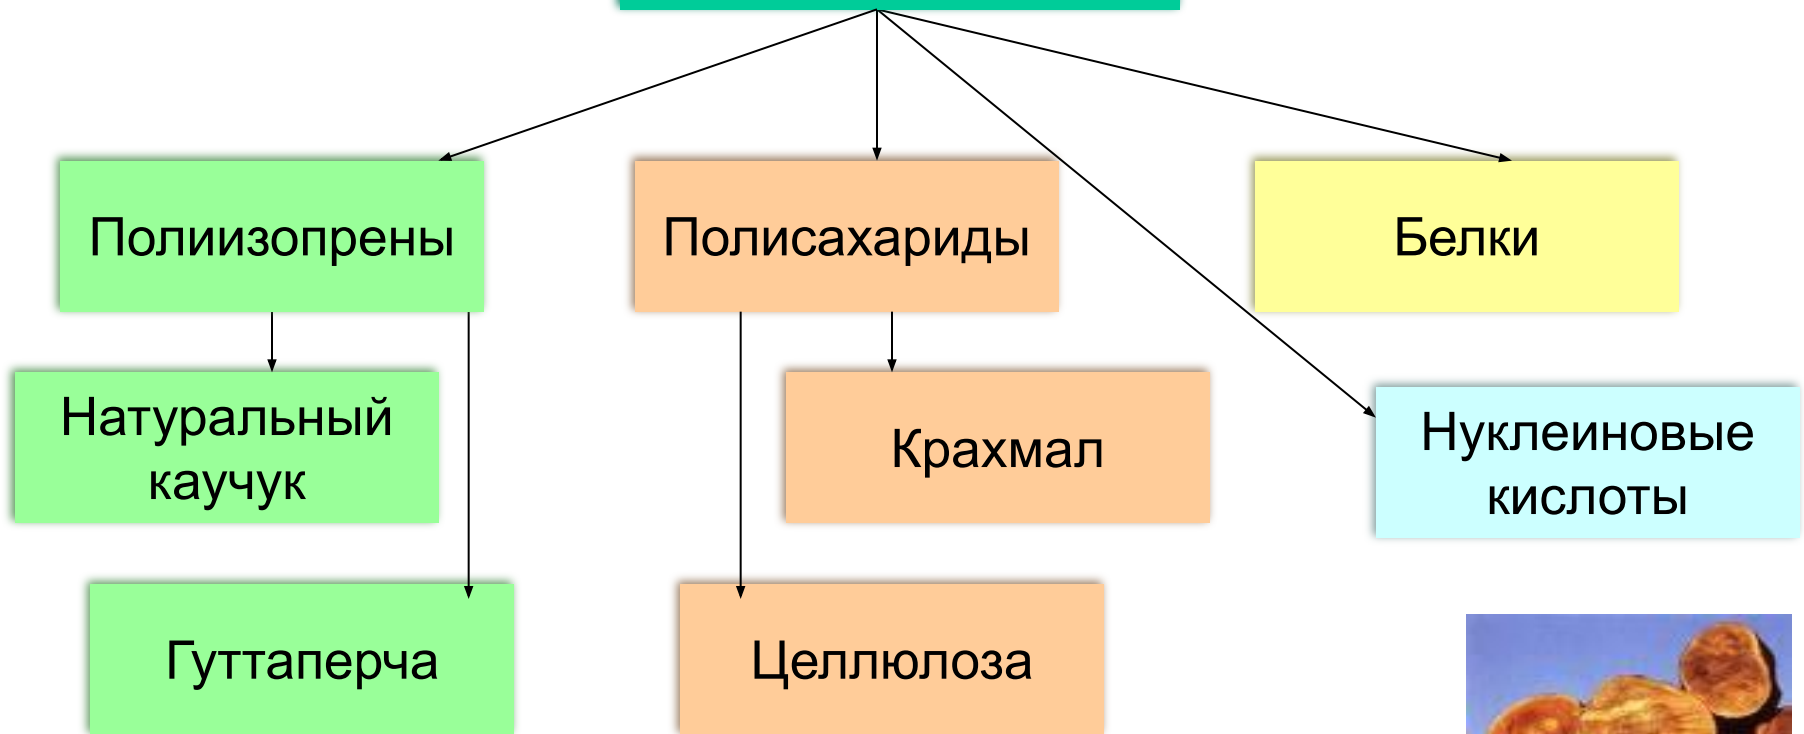 Полиизопрены
Полисахариды
Белки
Натуральный
каучук
Крахмал
Нуклеиновые
кислоты
Гуттаперча
Целлюлоза